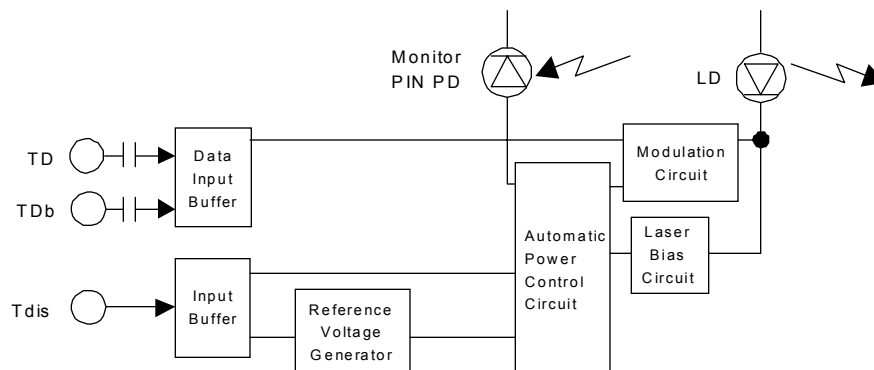 Monitor
PIN PD
LD
TD
TDb
Data
Input
Buffer
Modulation
Circuit
Automatic
Power
Control
Circuit
Laser
Bias
Circuit
Tdis
Input
Buffer
Reference
Voltage
Generator